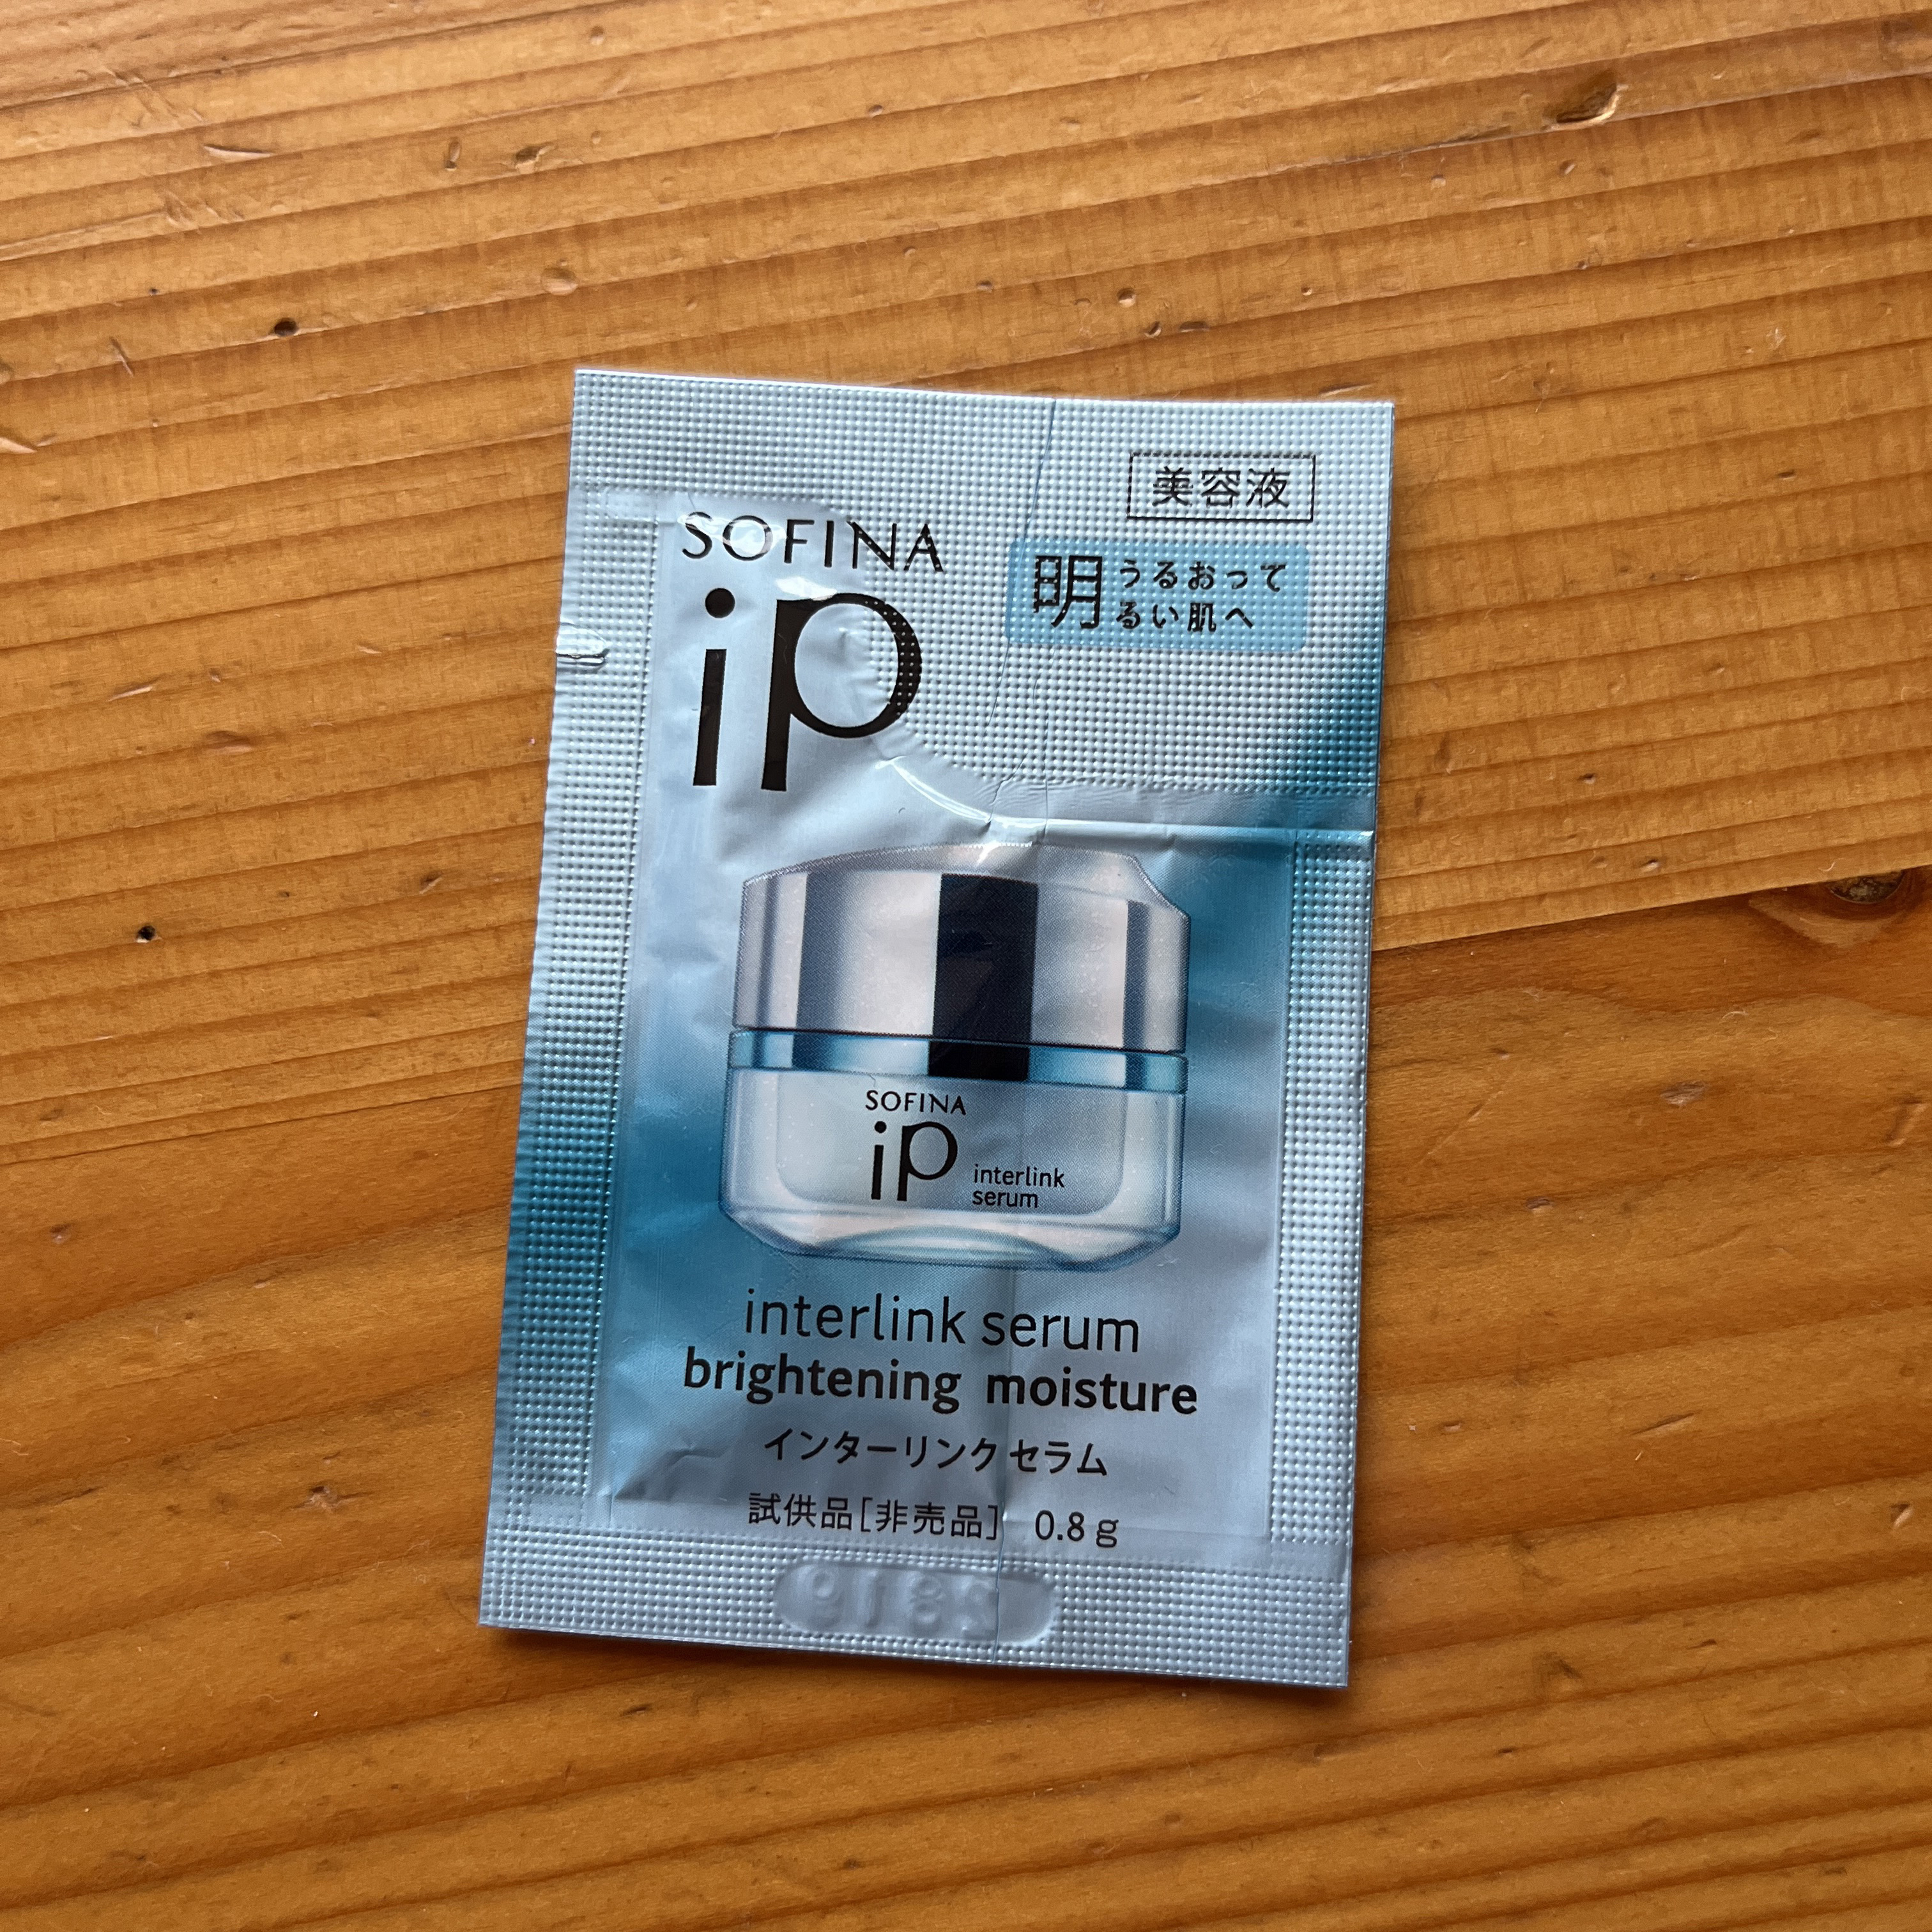 美容液
SOFINA
iP
明 うるおって
るい肌へ
SOFINA
iP interlink
serum
interlink serum
brightening moisture
インターリンク セラム
試供品[非売品] 0.8g